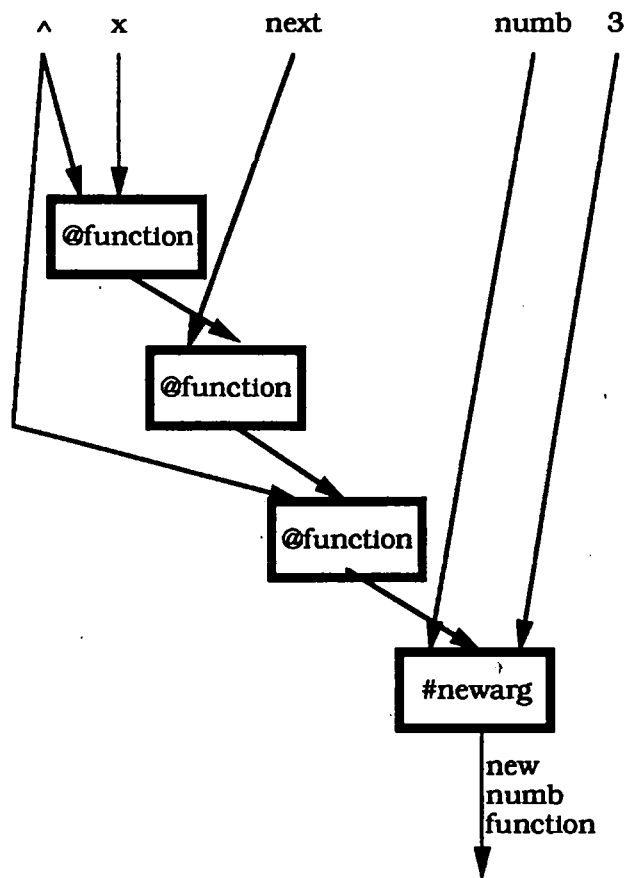 ^ x next numb 3
@function
@function
@function
#newarg
new
numb
function